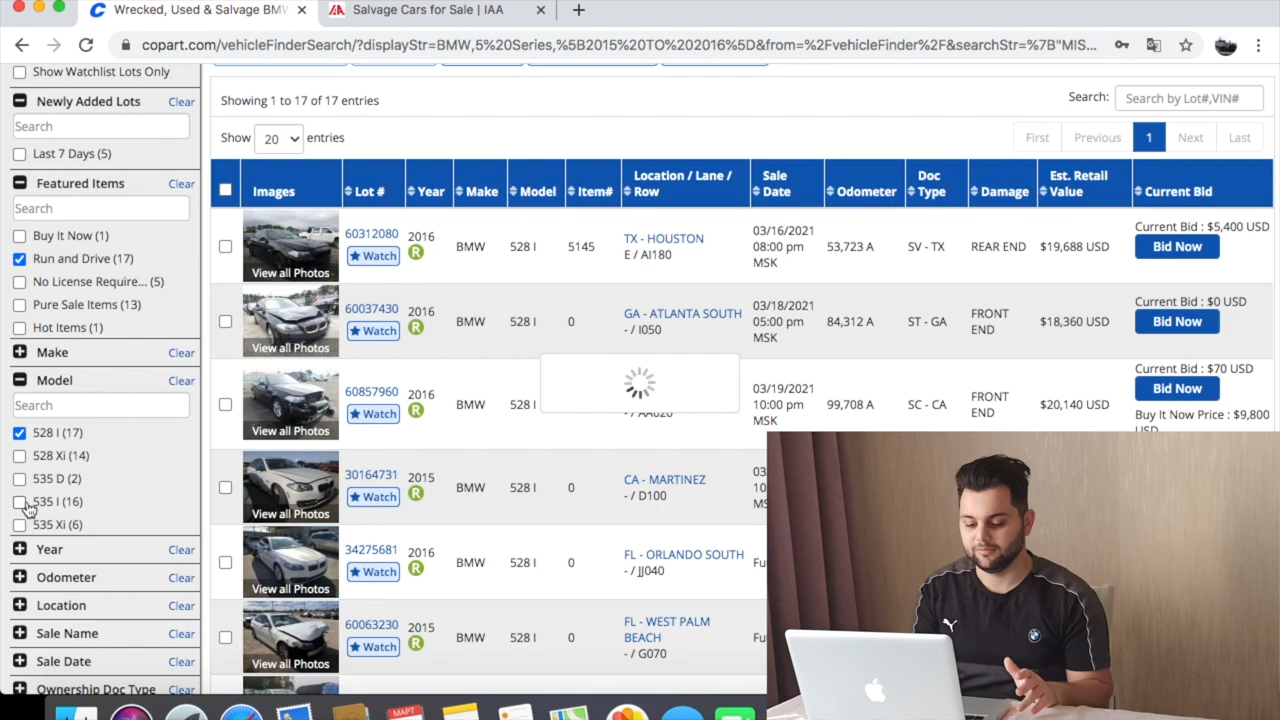 Wrecked, Used & Salvage BMW
Salvage Cars for Sale | IAA
copart.com/vehicleFinderSearch/?displayStr=BMW,5%20Series,%5B2015%20TO%202016%5D&from=%2FvehicleFinder%2F&searchStr=%7B"MIS...
Show Watchlist Lots Only
Newly Added Lots Clear
Search
Last 7 Days (5)
Featured Items Clear
Search
Buy It Now (1)
Run and Drive (17)
No License Require... (5)
Pure Sale Items (13)
Hot Items (1)
Make Clear
Model Clear
Search
528 I (17)
528 Xi (14)
535 D (2)
535 I (16)
535 Xi (6)
Year Clear
Odometer Clear
Location Clear
Sale Name Clear
Sale Date Clear
Ownership Doc Type Clear
Showing 1 to 17 of 17 entries
Search: Search by Lot#,VIN#
Show 20 entries
First Previous 1 Next Last
Images Lot # Year Make Model Item# Location / Lane / Row Sale Date Odometer Doc Type Damage Est. Retail Value Current Bid
View all Photos 60312080 Watch 2016 R BMW 528 I 5145 TX - HOUSTON E / AI180 03/16/2021 08:00 pm MSK 53,723 A SV - TX REAR END $19,688 USD Current Bid : $5,400 USD Bid Now
View all Photos 60037430 Watch 2016 R BMW 528 I 0 GA - ATLANTA SOUTH - / I050 03/18/2021 05:00 pm MSK 84,312 A ST - GA FRONT END $18,360 USD Current Bid : $0 USD Bid Now
View all Photos 60857960 Watch 2016 R BMW 528 I 03/19/2021 10:00 pm MSK 99,708 A SC - CA FRONT END $20,140 USD Current Bid : $70 USD Bid Now Buy It Now Price : $9,800
View all Photos 30164731 Watch 2015 R BMW 528 I 0 CA - MARTINEZ - / D100
View all Photos 34275681 Watch 2016 R BMW 528 I 0 FL - ORLANDO SOUTH - / JJ040
View all Photos 60063230 Watch 2015 R BMW 528 I 0 FL - WEST PALM BEACH - / G070
МАРТ